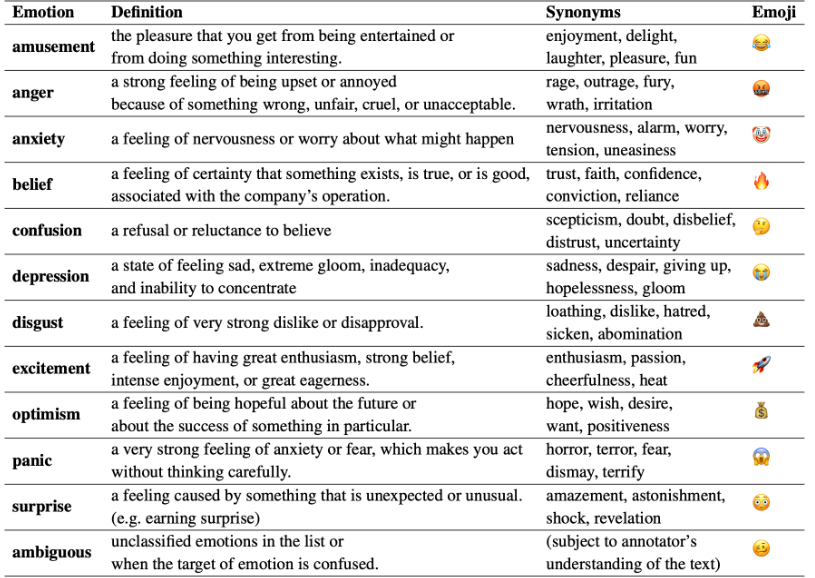 Emotion Definition Synonyms Emoji
amusement the pleasure that you get from being entertained or from doing something interesting. enjoyment, delight, laughter, pleasure, fun 😂
anger a strong feeling of being upset or annoyed because of something wrong, unfair, cruel, or unacceptable. rage, outrage, fury, wrath, irritation 🤬
anxiety a feeling of nervousness or worry about what might happen nervousness, alarm, worry, tension, uneasiness 🤡
belief a feeling of certainty that something exists, is true, or is good, associated with the company's operation. trust, faith, confidence, conviction, reliance 🔥
confusion a refusal or reluctance to believe scepticism, doubt, disbelief, distrust, uncertainty 🤔
depression a state of feeling sad, extreme gloom, inadequacy, and inability to concentrate sadness, despair, giving up, hopelessness, gloom 😭
disgust a feeling of very strong dislike or disapproval. loathing, dislike, hatred, sicken, abomination 💩
excitement a feeling of having great enthusiasm, strong belief, intense enjoyment, or great eagerness. enthusiasm, passion, cheerfulness, heat 🚀
optimism a feeling of being hopeful about the future or about the success of something in particular. hope, wish, desire, want, positiveness 💰
panic a very strong feeling of anxiety or fear, which makes you act without thinking carefully. horror, terror, fear, dismay, terrify 😱
surprise a feeling caused by something that is unexpected or unusual. (e.g. earning surprise) amazement, astonishment, shock, revelation 😳
ambiguous unclassified emotions in the list or when the target of emotion is confused. (subject to annotator's understanding of the text) 🥴